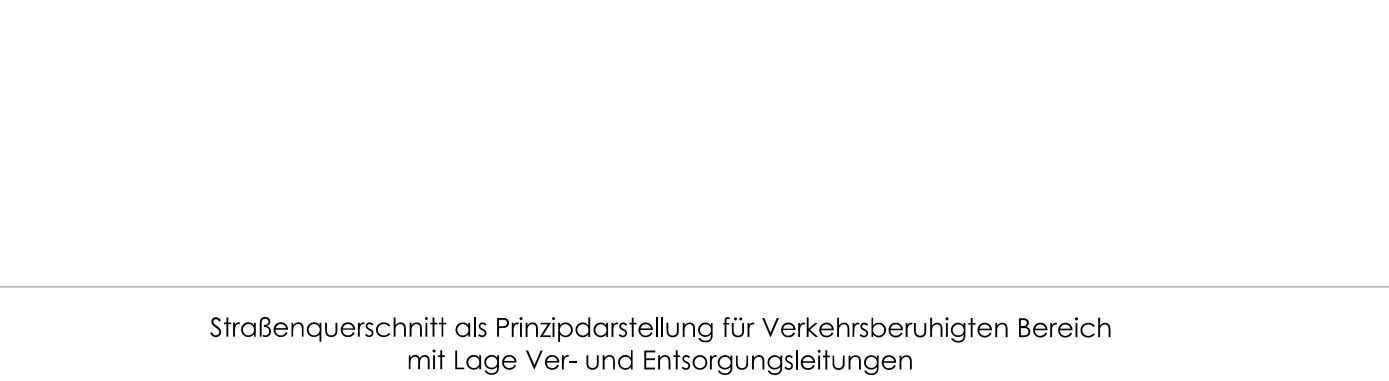 Straßenquerschnitt als Prinzipdarstellung für Verkehrsberuhigten Bereich
mit Lage Ver- und Entsorgungsleitungen